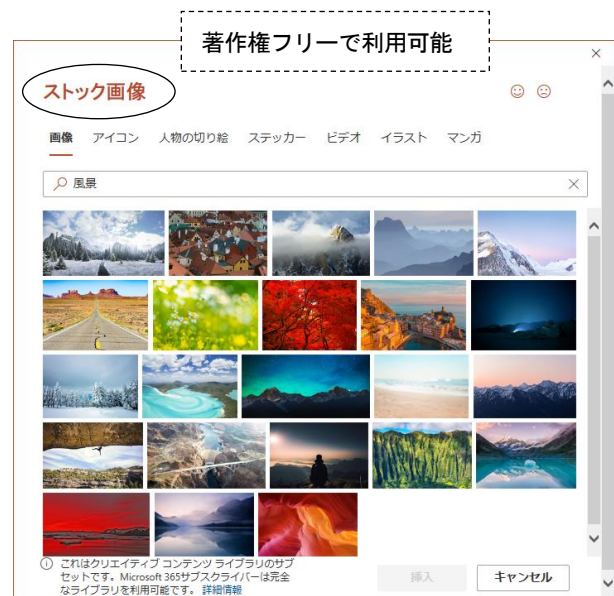 著作権フリーで利用可能
ストック画像
画像 アイコン 人物の切り絵 ステッカー ビデオ イラスト マンガ
風景
これはクリエイティブ コンテンツ ライブラリのサブ
セットです。Microsoft 365サブスクライバーは完全
なライブラリを利用可能です。 詳細情報
挿入
キャンセル